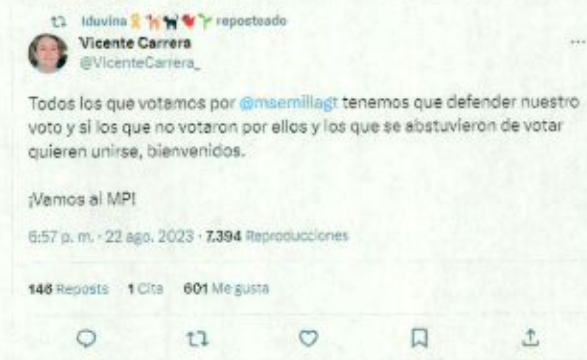 Iduvina reposteado
Vicente Carrera
@VicenteCarrera_
Todos los que votamos por @msemillagt tenemos que defender nuestro
voto y si los que no votaron por ellos y los que se abstuvieron de votar
quieren unirse, bienvenidos.
¡Vamos al MP!
6:57 p. m. · 22 ago. 2023 · 7.394 Reproducciones
146 Reposts 1 Cita 601 Me gusta